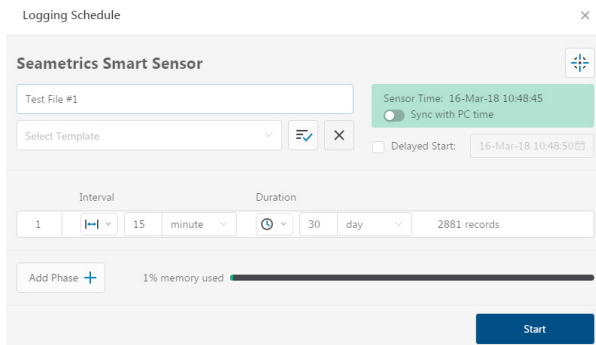 Logging Schedule
Seametrics Smart Sensor
Test File #1
Sensor Time: 16-Mar-18 10:48:45
Sync with PC time
Select Template
Delayed Start: 16-Mar-18 10:48:50
Interval Duration
1 15 minute 30 day 2881 records
Add Phase 1% memory used
Start